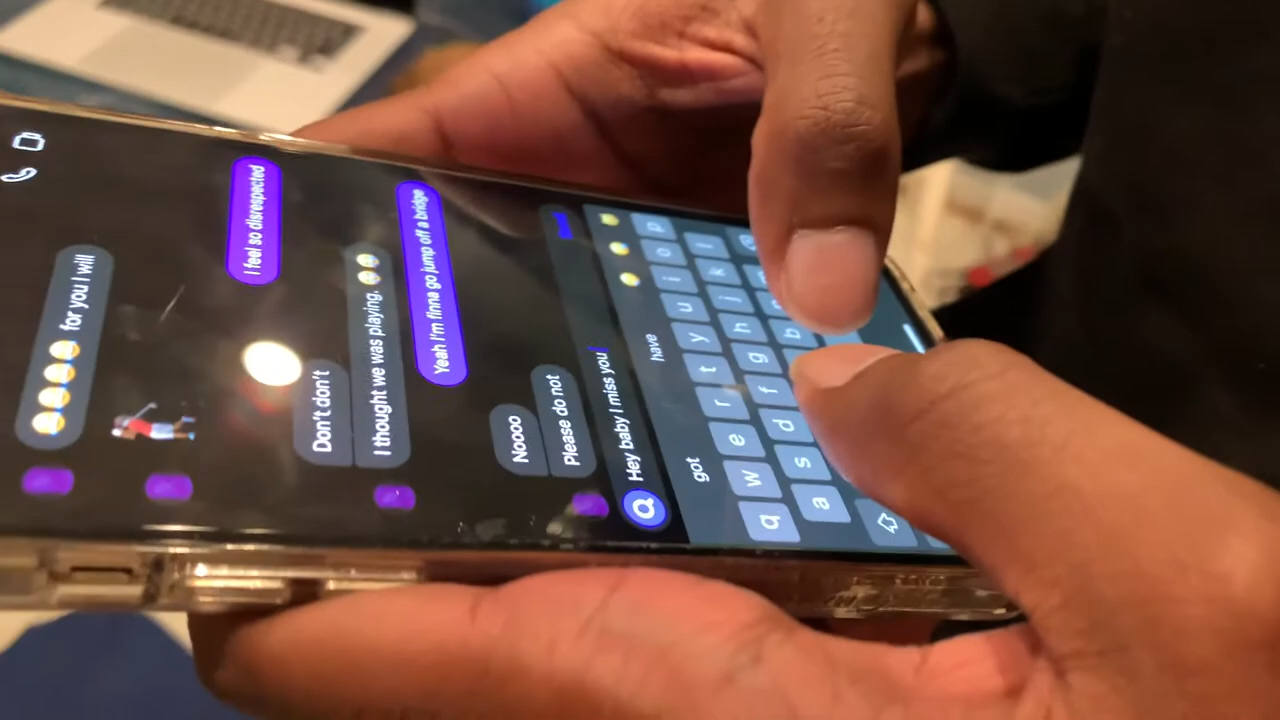 😂😂😂😂 for you I will
I feel so disrespected
Don't don't
I thought we was playing. 😂😂
Yeah I'm finna go jump off a bridge
Noooo
Please do not
Hey baby I miss you
got have
q w e r t y u i o p
a s d f g h j k l
b